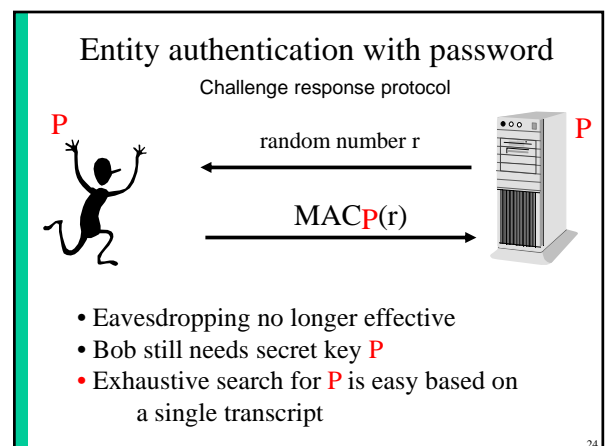 Entity authentication with password
Challenge response protocol
P
P
random number r
MACP(r)
• Eavesdropping no longer effective
• Bob still needs secret key P
• Exhaustive search for P is easy based on
a single transcript
24